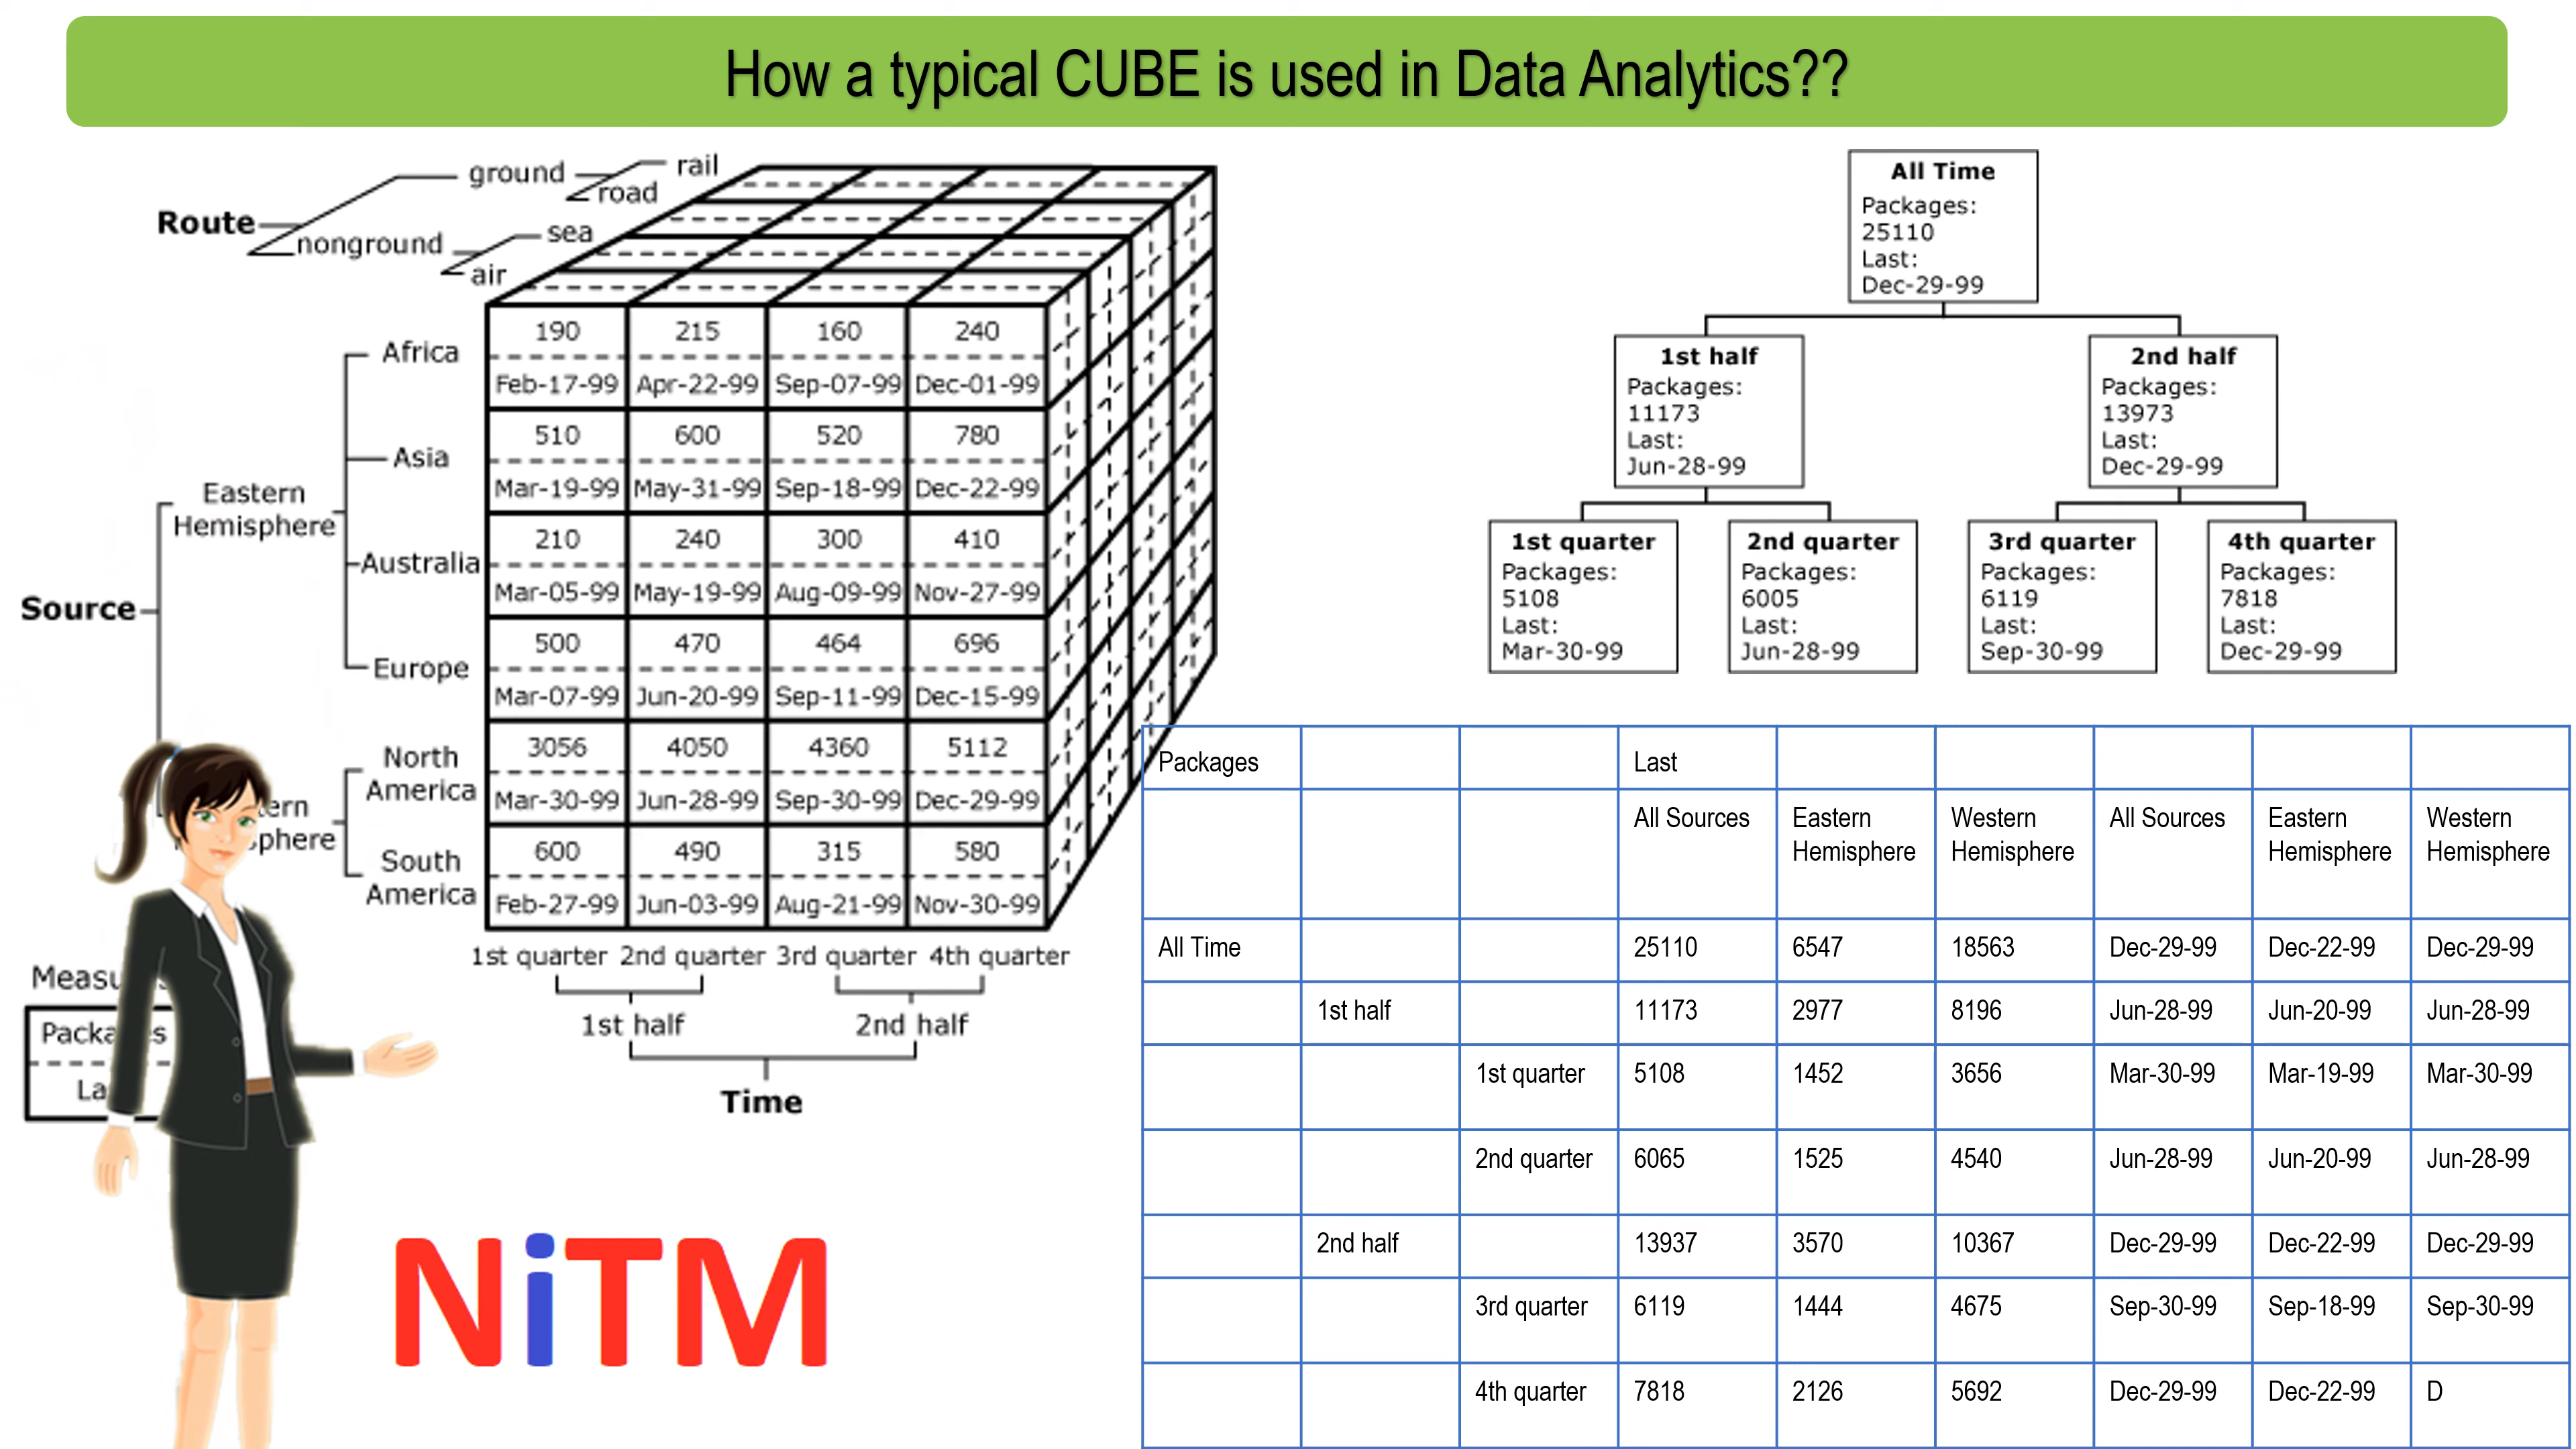 How a typical CUBE is used in Data Analytics??
Route
ground
rail
road
nonground
sea
air
Source
Eastern
Hemisphere
Africa
Asia
Australia
Europe
North
America
South
America
190 215 160 240
Feb-17-99 Apr-22-99 Sep-07-99 Dec-01-99
510 600 520 780
Mar-19-99 May-31-99 Sep-18-99 Dec-22-99
210 240 300 410
Mar-05-99 May-19-99 Aug-09-99 Nov-27-99
500 470 464 696
Mar-07-99 Jun-20-99 Sep-11-99 Dec-15-99
3056 4050 4360 5112
Mar-30-99 Jun-28-99 Sep-30-99 Dec-29-99
600 490 315 580
Feb-27-99 Jun-03-99 Aug-21-99 Nov-30-99
1st quarter 2nd quarter 3rd quarter 4th quarter
1st half 2nd half
Time
NiTM
All Time
Packages:
25110
Last:
Dec-29-99
1st half
Packages:
11173
Last:
Jun-28-99
2nd half
Packages:
13973
Last:
Dec-29-99
1st quarter
Packages:
5108
Last:
Mar-30-99
2nd quarter
Packages:
6005
Last:
Jun-28-99
3rd quarter
Packages:
6119
Last:
Sep-30-99
4th quarter
Packages:
7818
Last:
Dec-29-99
Packages Last
All Sources Eastern Hemisphere Western Hemisphere All Sources Eastern Hemisphere Western Hemisphere
All Time 25110 6547 18563 Dec-29-99 Dec-22-99 Dec-29-99
1st half 11173 2977 8196 Jun-28-99 Jun-20-99 Jun-28-99
1st quarter 5108 1452 3656 Mar-30-99 Mar-19-99 Mar-30-99
2nd quarter 6065 1525 4540 Jun-28-99 Jun-20-99 Jun-28-99
2nd half 13937 3570 10367 Dec-29-99 Dec-22-99 Dec-29-99
3rd quarter 6119 1444 4675 Sep-30-99 Sep-18-99 Sep-30-99
4th quarter 7818 2126 5692 Dec-29-99 Dec-22-99 D